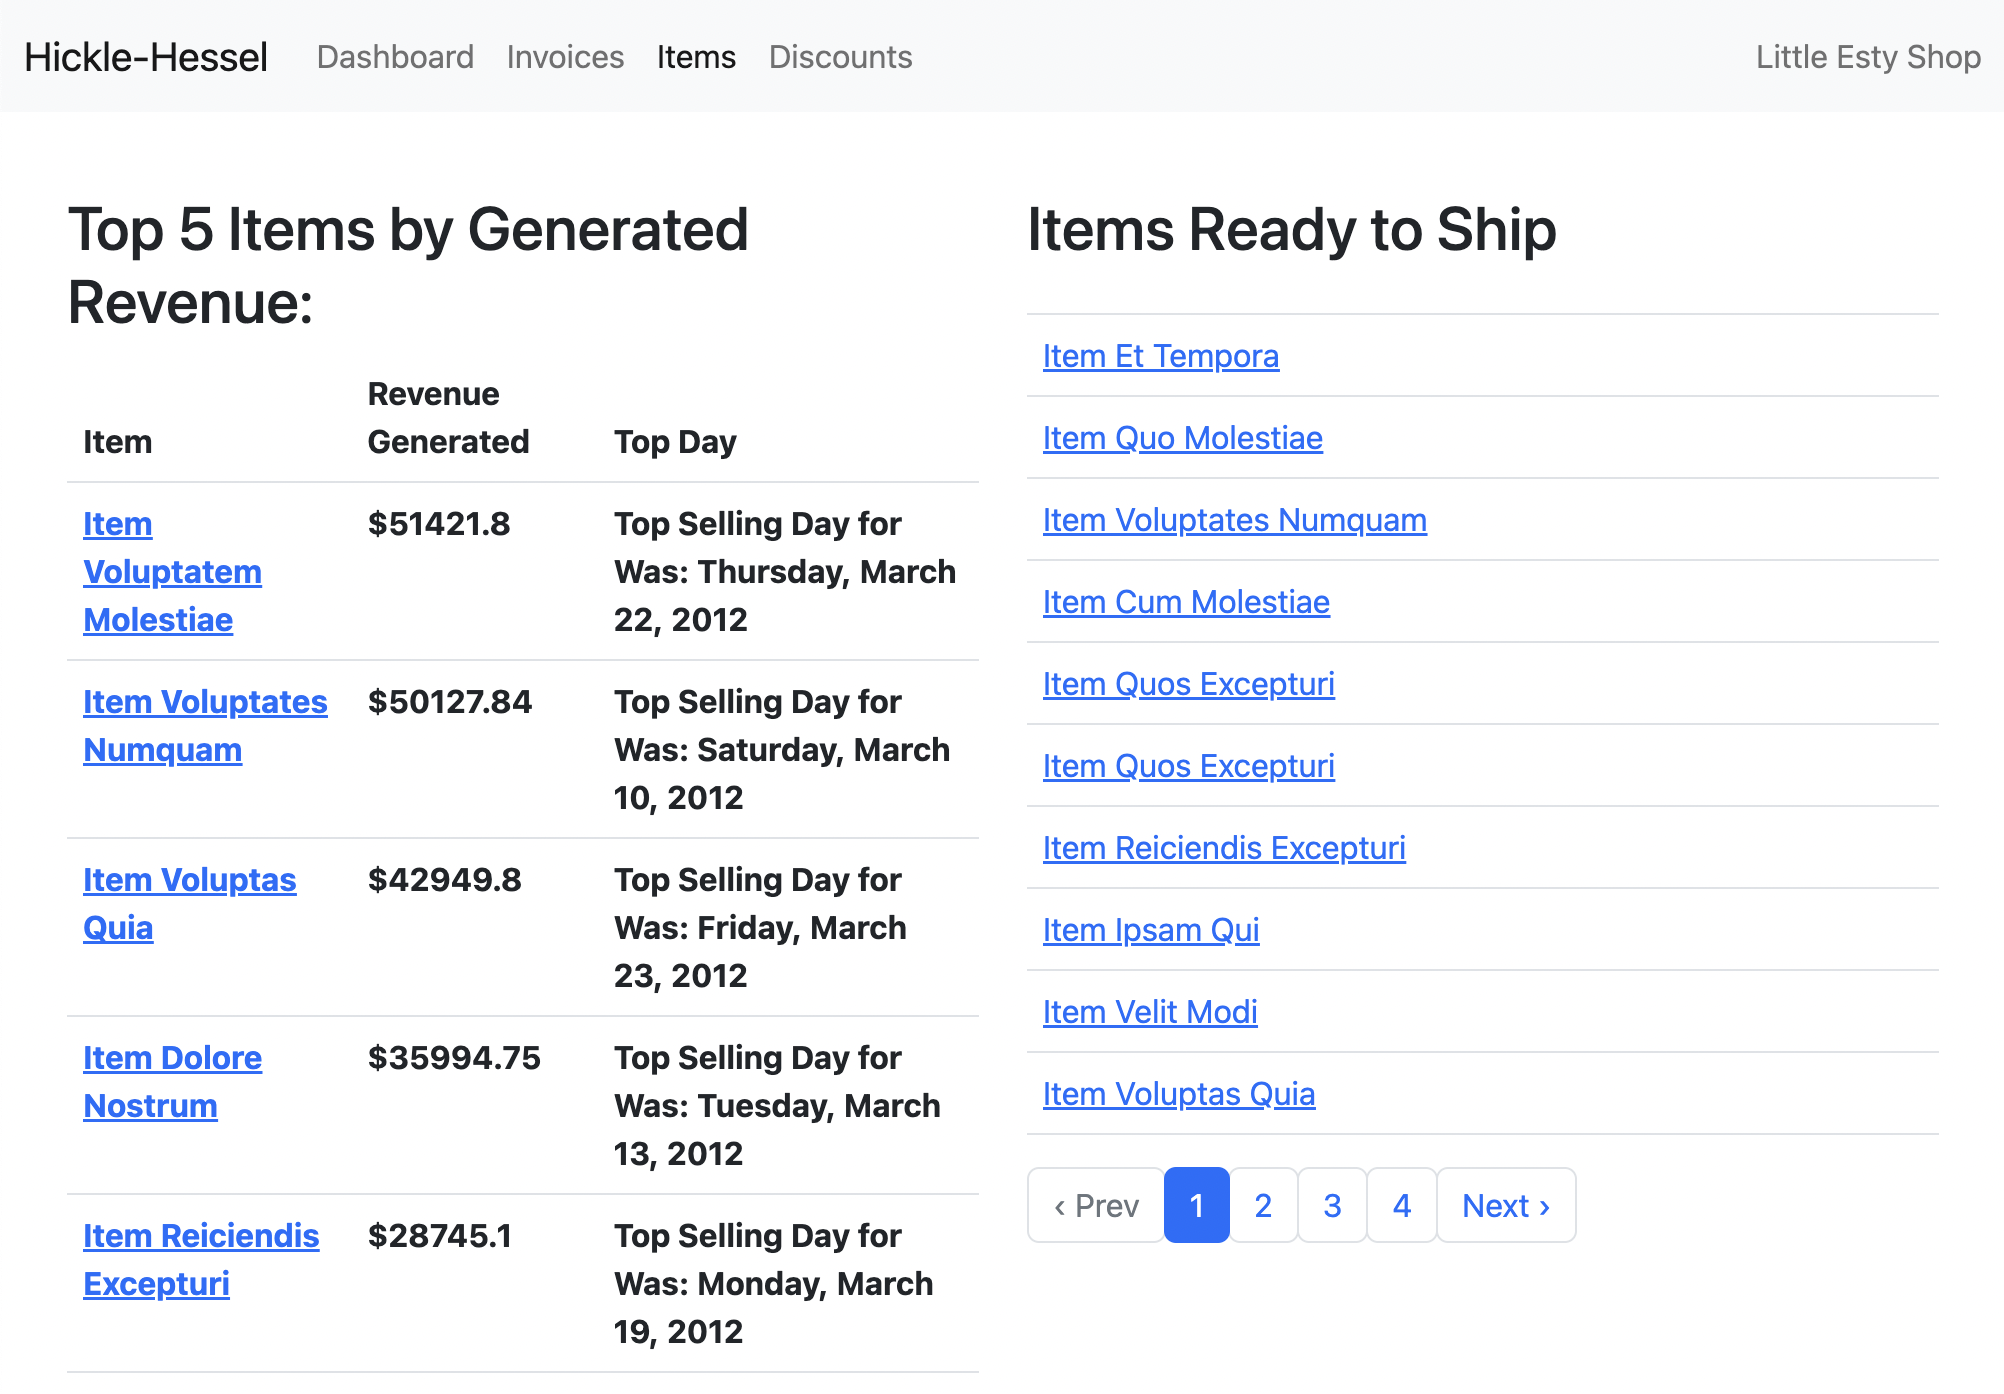 Hickle-Hessel Dashboard Invoices Items Discounts Little Esty Shop
Top 5 Items by Generated
Revenue:
Revenue
Item Generated Top Day
Item $51421.8 Top Selling Day for
Voluptatem Was: Thursday, March
Molestiae 22, 2012
Item Voluptates $50127.84 Top Selling Day for
Numquam Was: Saturday, March
10, 2012
Item Voluptas $42949.8 Top Selling Day for
Quia Was: Friday, March
23, 2012
Item Dolore $35994.75 Top Selling Day for
Nostrum Was: Tuesday, March
13, 2012
Item Reiciendis $28745.1 Top Selling Day for
Excepturi Was: Monday, March
19, 2012
Items Ready to Ship
Item Et Tempora
Item Quo Molestiae
Item Voluptates Numquam
Item Cum Molestiae
Item Quos Excepturi
Item Quos Excepturi
Item Reiciendis Excepturi
Item Ipsam Qui
Item Velit Modi
Item Voluptas Quia
‹ Prev 1 2 3 4 Next ›